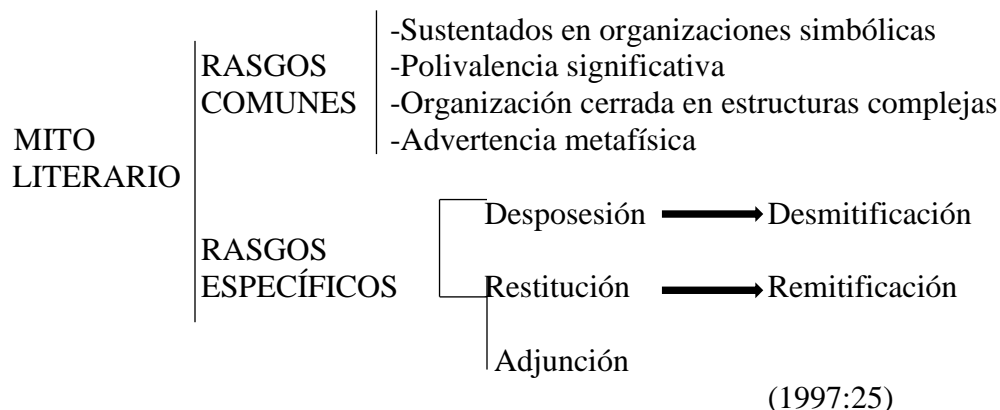 MITO
LITERARIO
RASGOS
COMUNES
-Sustentados en organizaciones simbólicas
-Polivalencia significativa
-Organización cerrada en estructuras complejas
-Advertencia metafísica
RASGOS
ESPECÍFICOS
Desposesión
Desmitificación
Restitución
Remitificación
Adjunción
(1997:25)